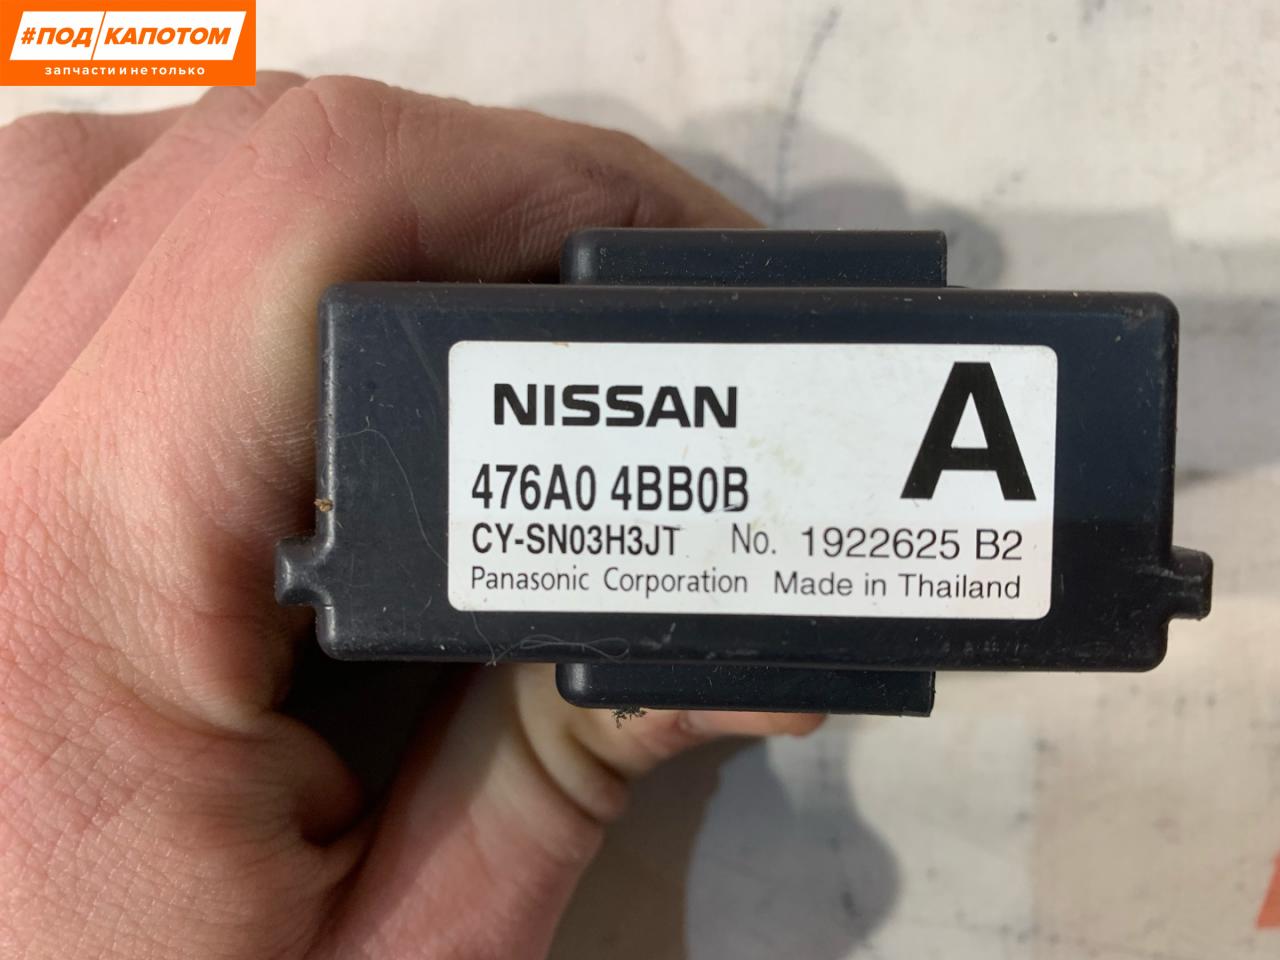 #ПОД/КАПОТОМ
запчасти и не только
NISSAN
A
476A0 4BB0B
CY-SN03H3JT No. 1922625 B2
Panasonic Corporation Made in Thailand